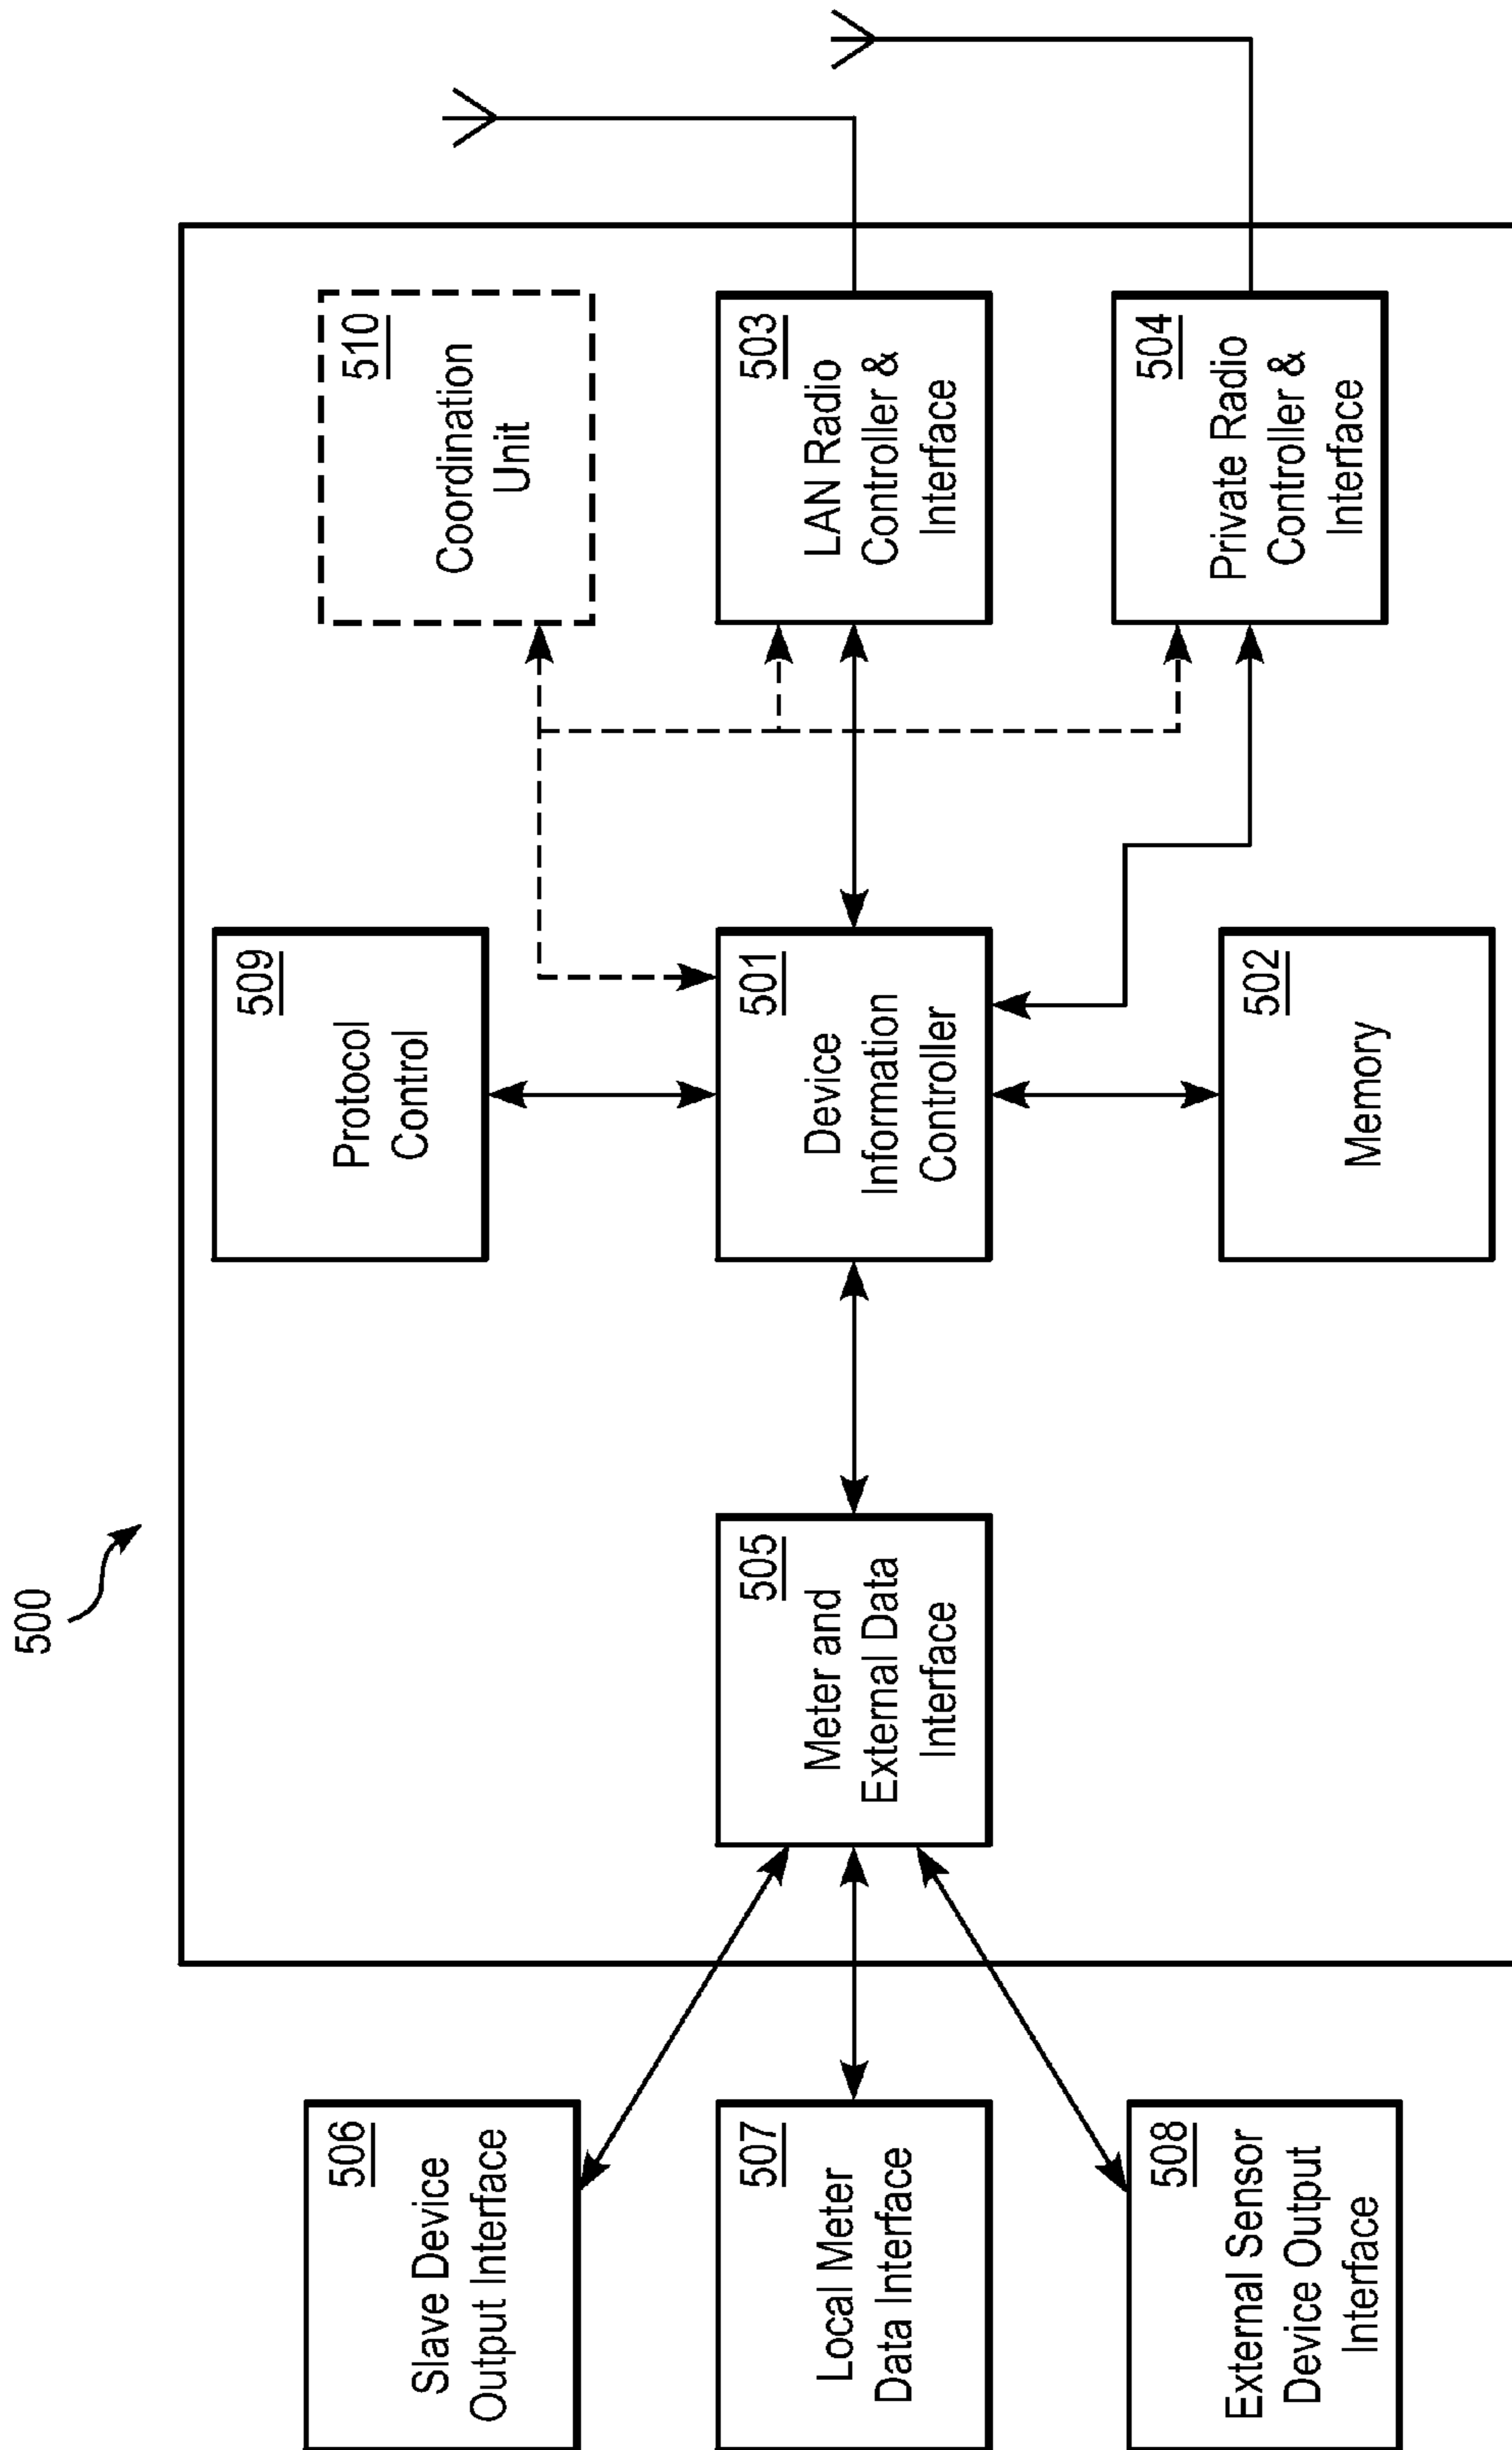 500
506
Slave Device
Output Interface
507
Local Meter
Data Interface
508
External Sensor
Device Output
Interface
505
Meter and
External Data
Interface
509
Protocol
Control
501
Device
Information
Controller
502
Memory
510
Coordination
Unit
503
LAN Radio
Controller &
Interface
504
Private Radio
Controller &
Interface